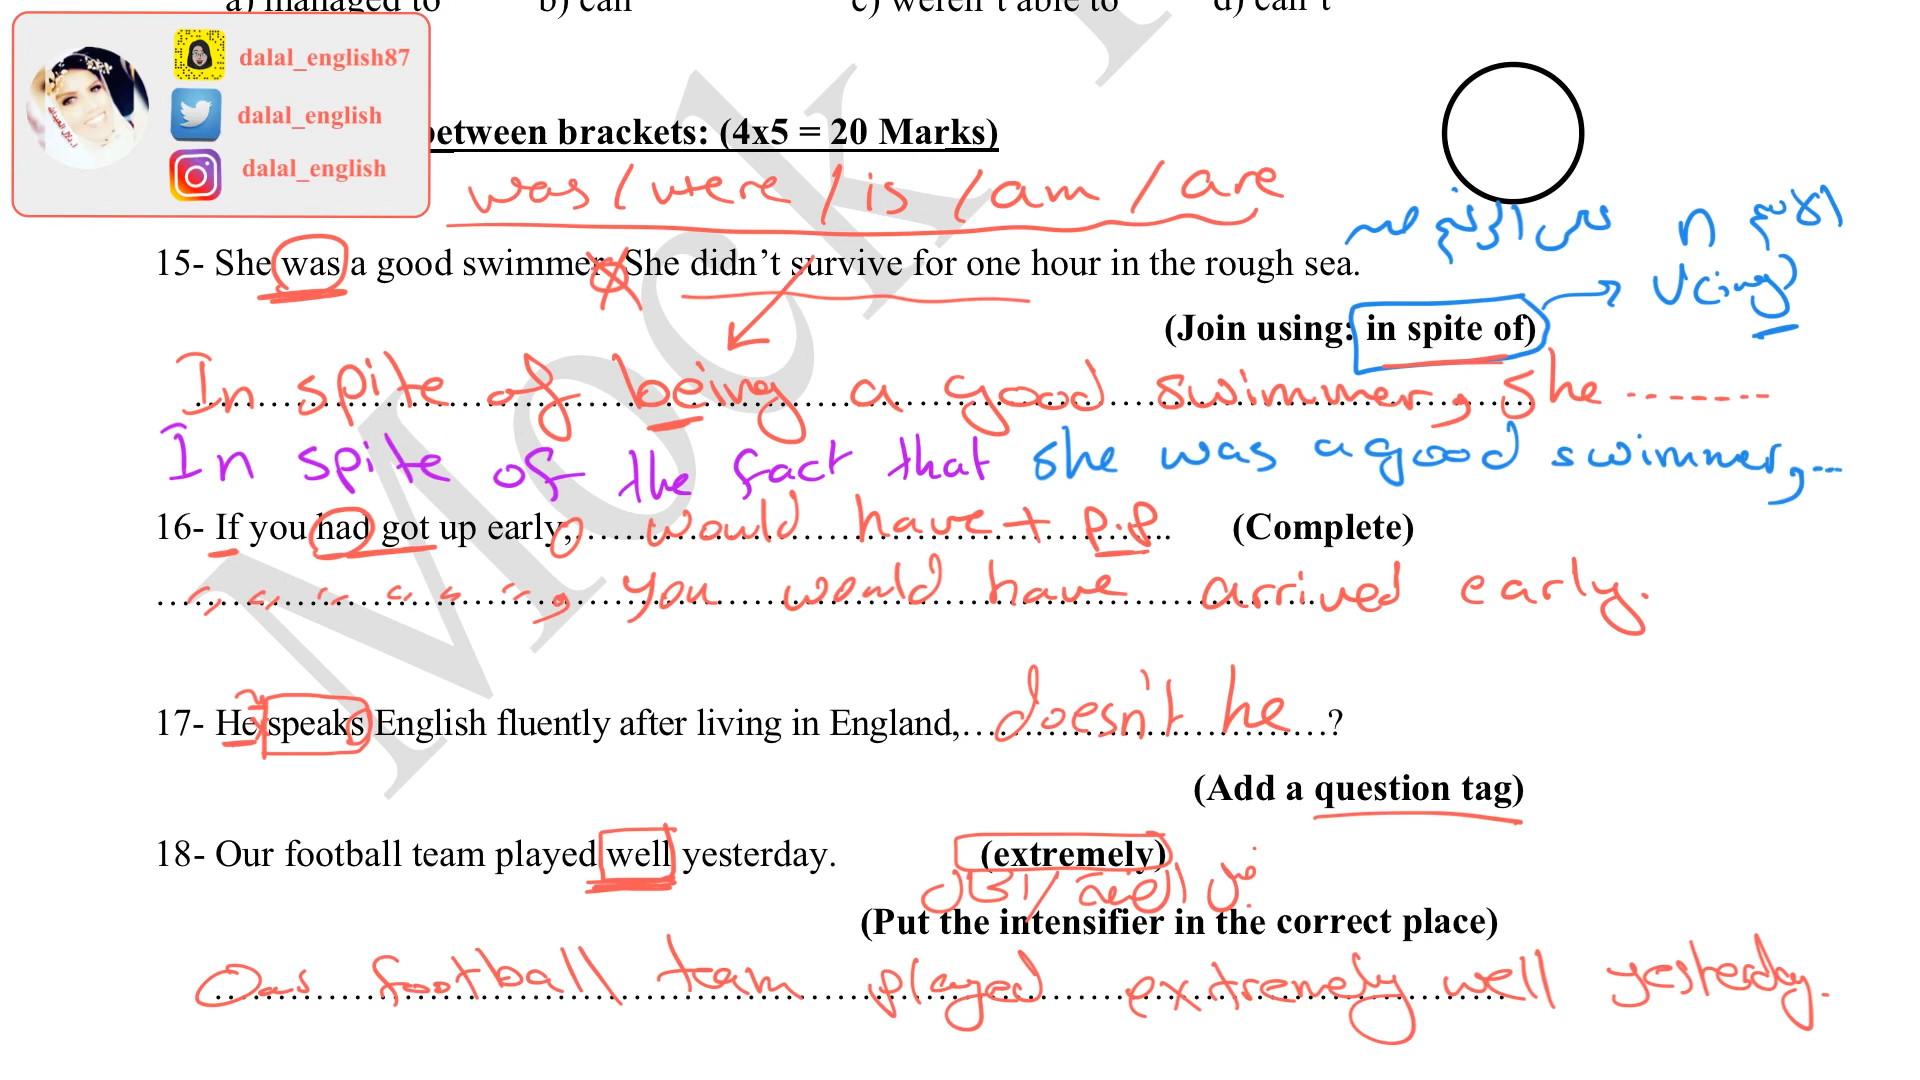 a) managed to b) can c) weren't able to d) can't
dalal_english87
dalal_english
dalal_english
between brackets: (4x5 = 20 Marks)
was / were / is / am / are
15- She was a good swimmer. She didn't survive for one hour in the rough sea.
n
V(ing)
(Join using: in spite of)
In spite of being a good swimmer, she -------
In spite of the fact that she was a good swimmer, ...
16- If you had got up early, would have + p.p. (Complete)
you would have arrived early.
17- He speaks English fluently after living in England, doesn't he ?
(Add a question tag)
18- Our football team played well yesterday. (extremely)
قبل الصفة / الحال
(Put the intensifier in the correct place)
Our football team played extremely well yesterday.
Mock